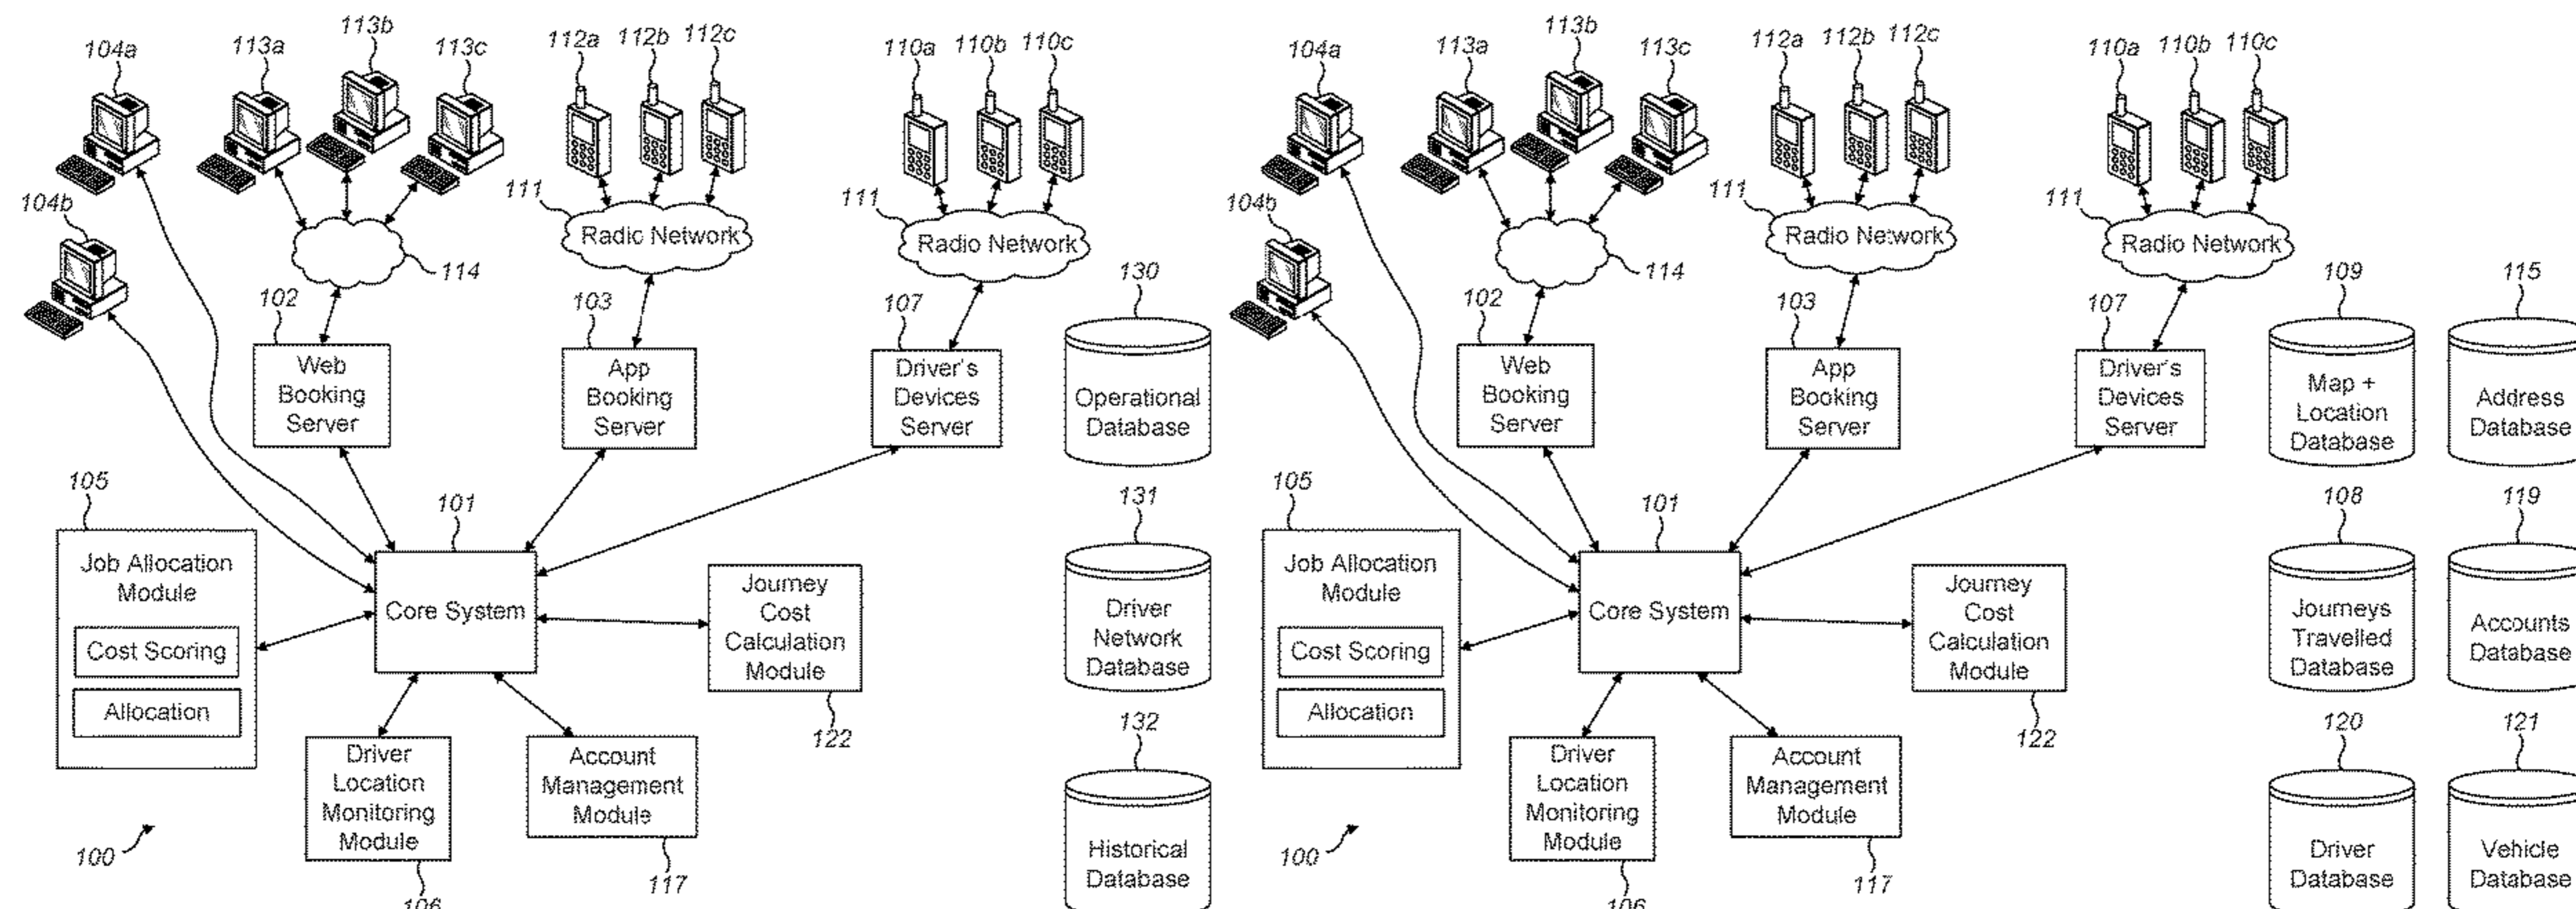 104a
113a
113b
113c
112a
112b
112c
110a
110b
110c
104b
111
Radio Network
111
Radio Network
114
102
Web
Booking
Server
103
App
Booking
Server
107
Driver's
Devices
Server
130
Operational
Database
105
Job Allocation
Module
Cost Scoring
Allocation
101
Core System
Journey
Cost
Calculation
Module
122
131
Driver
Network
Database
Driver
Location
Monitoring
Module
106
Account
Management
Module
117
132
Historical
Database
100
104a
113a
113b
113c
112a
112b
112c
110a
110b
110c
104b
111
Radio Network
111
Radio Network
114
102
Web
Booking
Server
103
App
Booking
Server
107
Driver's
Devices
Server
109
Map +
Location
Database
115
Address
Database
105
Job Allocation
Module
Cost Scoring
Allocation
101
Core System
Journey
Cost
Calculation
Module
122
108
Journeys
Travelled
Database
119
Accounts
Database
Driver
Location
Monitoring
Module
106
Account
Management
Module
117
120
Driver
Database
121
Vehicle
Database
100